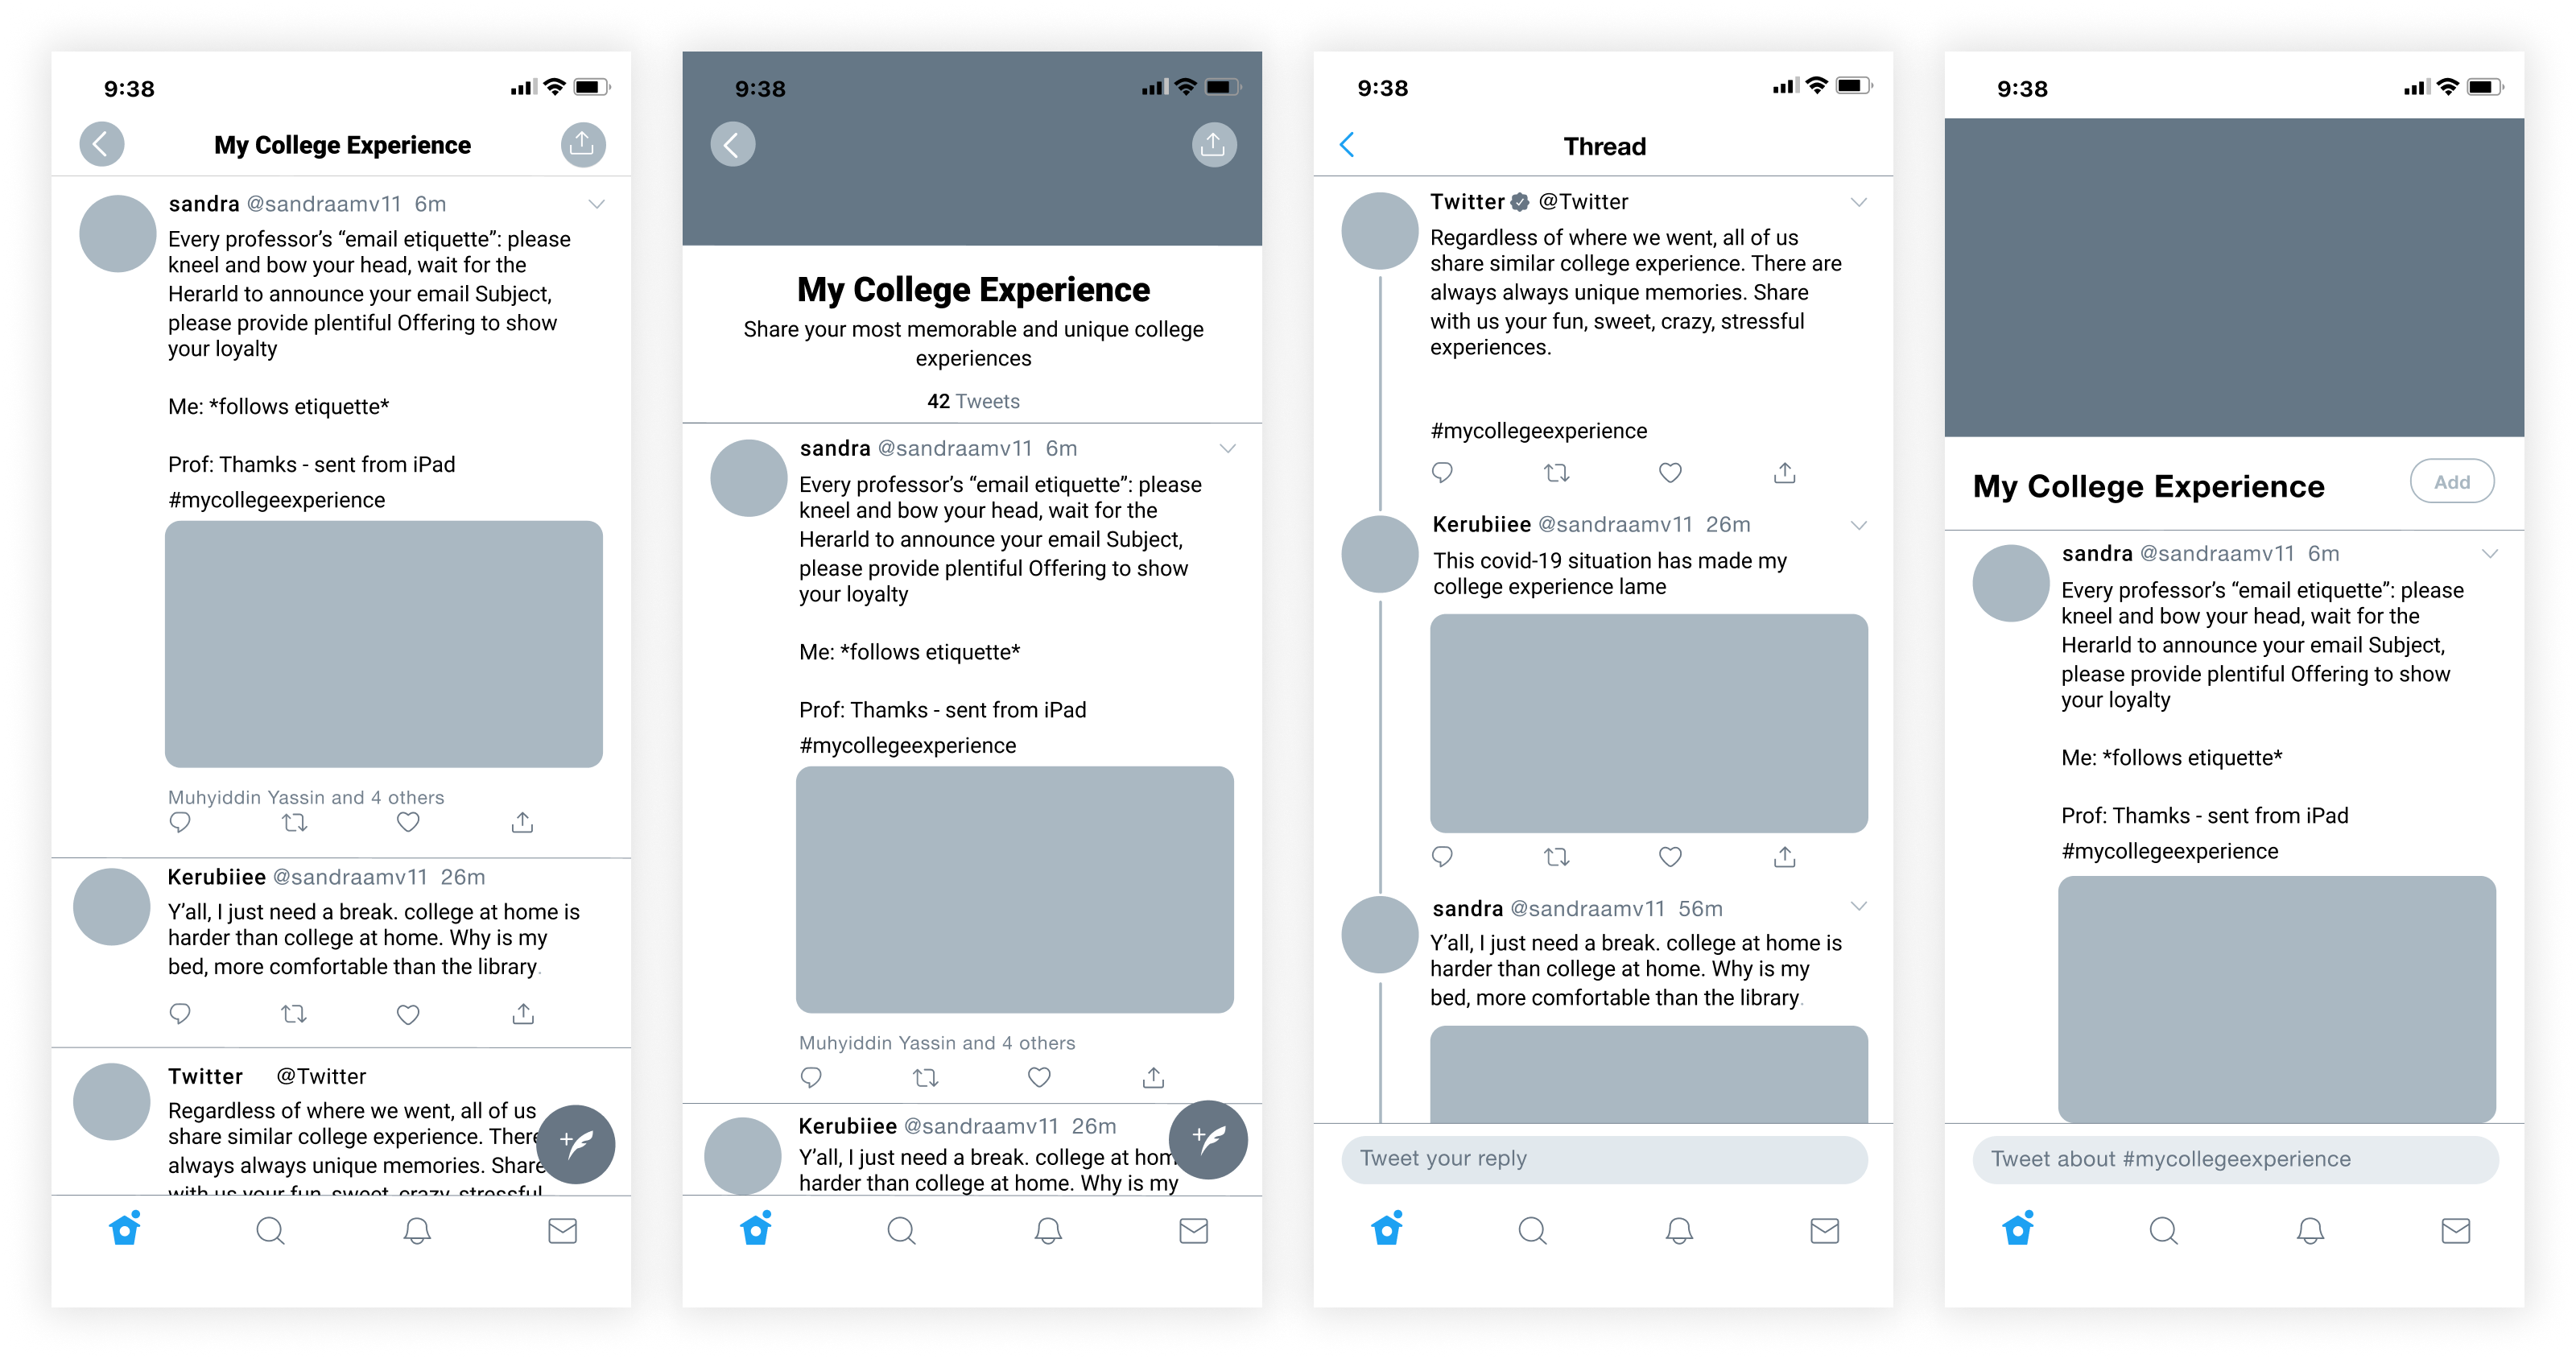 9:38
My College Experience
sandra @sandraamv11 6m
Every professor’s “email etiquette”: please
kneel and bow your head, wait for the
Herarld to announce your email Subject,
please provide plentiful Offering to show
your loyalty
Me: *follows etiquette*
Prof: Thamks - sent from iPad
#mycollegeexperience
Muhyiddin Yassin and 4 others
Kerubiiee @sandraamv11 26m
Y’all, I just need a break. college at home is
harder than college at home. Why is my
bed, more comfortable than the library.
Twitter @Twitter
Regardless of where we went, all of us
share similar college experience. There
always always unique memories. Share
with us your fun, sweet, crazy, stressful
9:38
My College Experience
Share your most memorable and unique college
experiences
42 Tweets
sandra @sandraamv11 6m
Every professor’s “email etiquette”: please
kneel and bow your head, wait for the
Herarld to announce your email Subject,
please provide plentiful Offering to show
your loyalty
Me: *follows etiquette*
Prof: Thamks - sent from iPad
#mycollegeexperience
Muhyiddin Yassin and 4 others
Kerubiiee @sandraamv11 26m
Y’all, I just need a break. college at hom
harder than college at home. Why is my
9:38
Thread
Twitter @Twitter
Regardless of where we went, all of us
share similar college experience. There are
always always unique memories. Share
with us your fun, sweet, crazy, stressful
experiences.
#mycollegeexperience
Kerubiiee @sandraamv11 26m
This covid-19 situation has made my
college experience lame
sandra @sandraamv11 56m
Y’all, I just need a break. college at home is
harder than college at home. Why is my
bed, more comfortable than the library.
Tweet your reply
9:38
My College Experience
Add
sandra @sandraamv11 6m
Every professor’s “email etiquette”: please
kneel and bow your head, wait for the
Herarld to announce your email Subject,
please provide plentiful Offering to show
your loyalty
Me: *follows etiquette*
Prof: Thamks - sent from iPad
#mycollegeexperience
Tweet about #mycollegeexperience